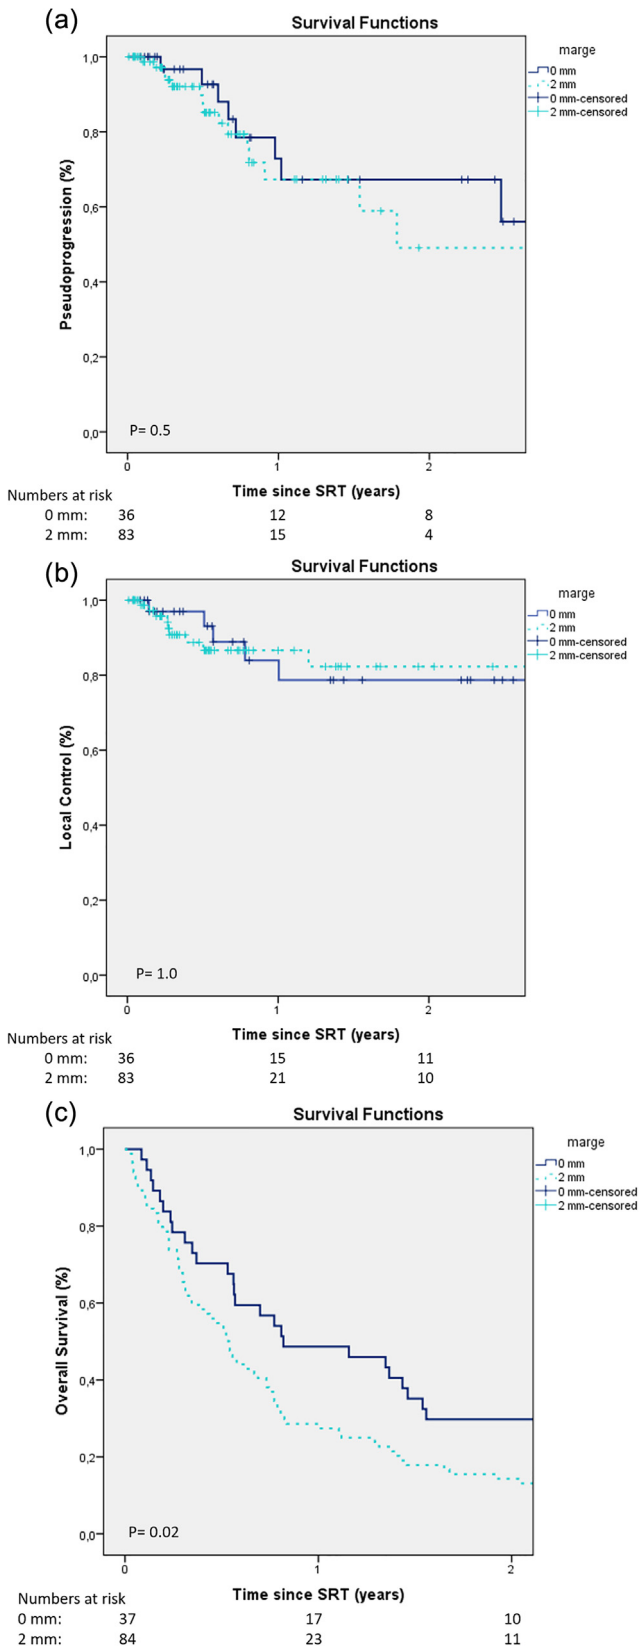 (a)
Survival Functions
marge
0 mm
2 mm
0 mm-censored
2 mm-censored
Pseudoprogression (%)
1,0
0,8
0,6
0,4
0,2
0,0
P= 0.5
0 1 2
Time since SRT (years)
Numbers at risk
0 mm: 36 12 8
2 mm: 83 15 4
(b)
Survival Functions
marge
0 mm
2 mm
0 mm-censored
2 mm-censored
Local Control (%)
1,0
0,8
0,6
0,4
0,2
0,0
P= 1.0
0 1 2
Time since SRT (years)
Numbers at risk
0 mm: 36 15 11
2 mm: 83 21 10
(c)
Survival Functions
marge
0 mm
2 mm
0 mm-censored
2 mm-censored
Overall Survival (%)
1,0
0,8
0,6
0,4
0,2
0,0
P= 0.02
0 1 2
Time since SRT (years)
Numbers at risk
0 mm: 37 17 10
2 mm: 84 23 11